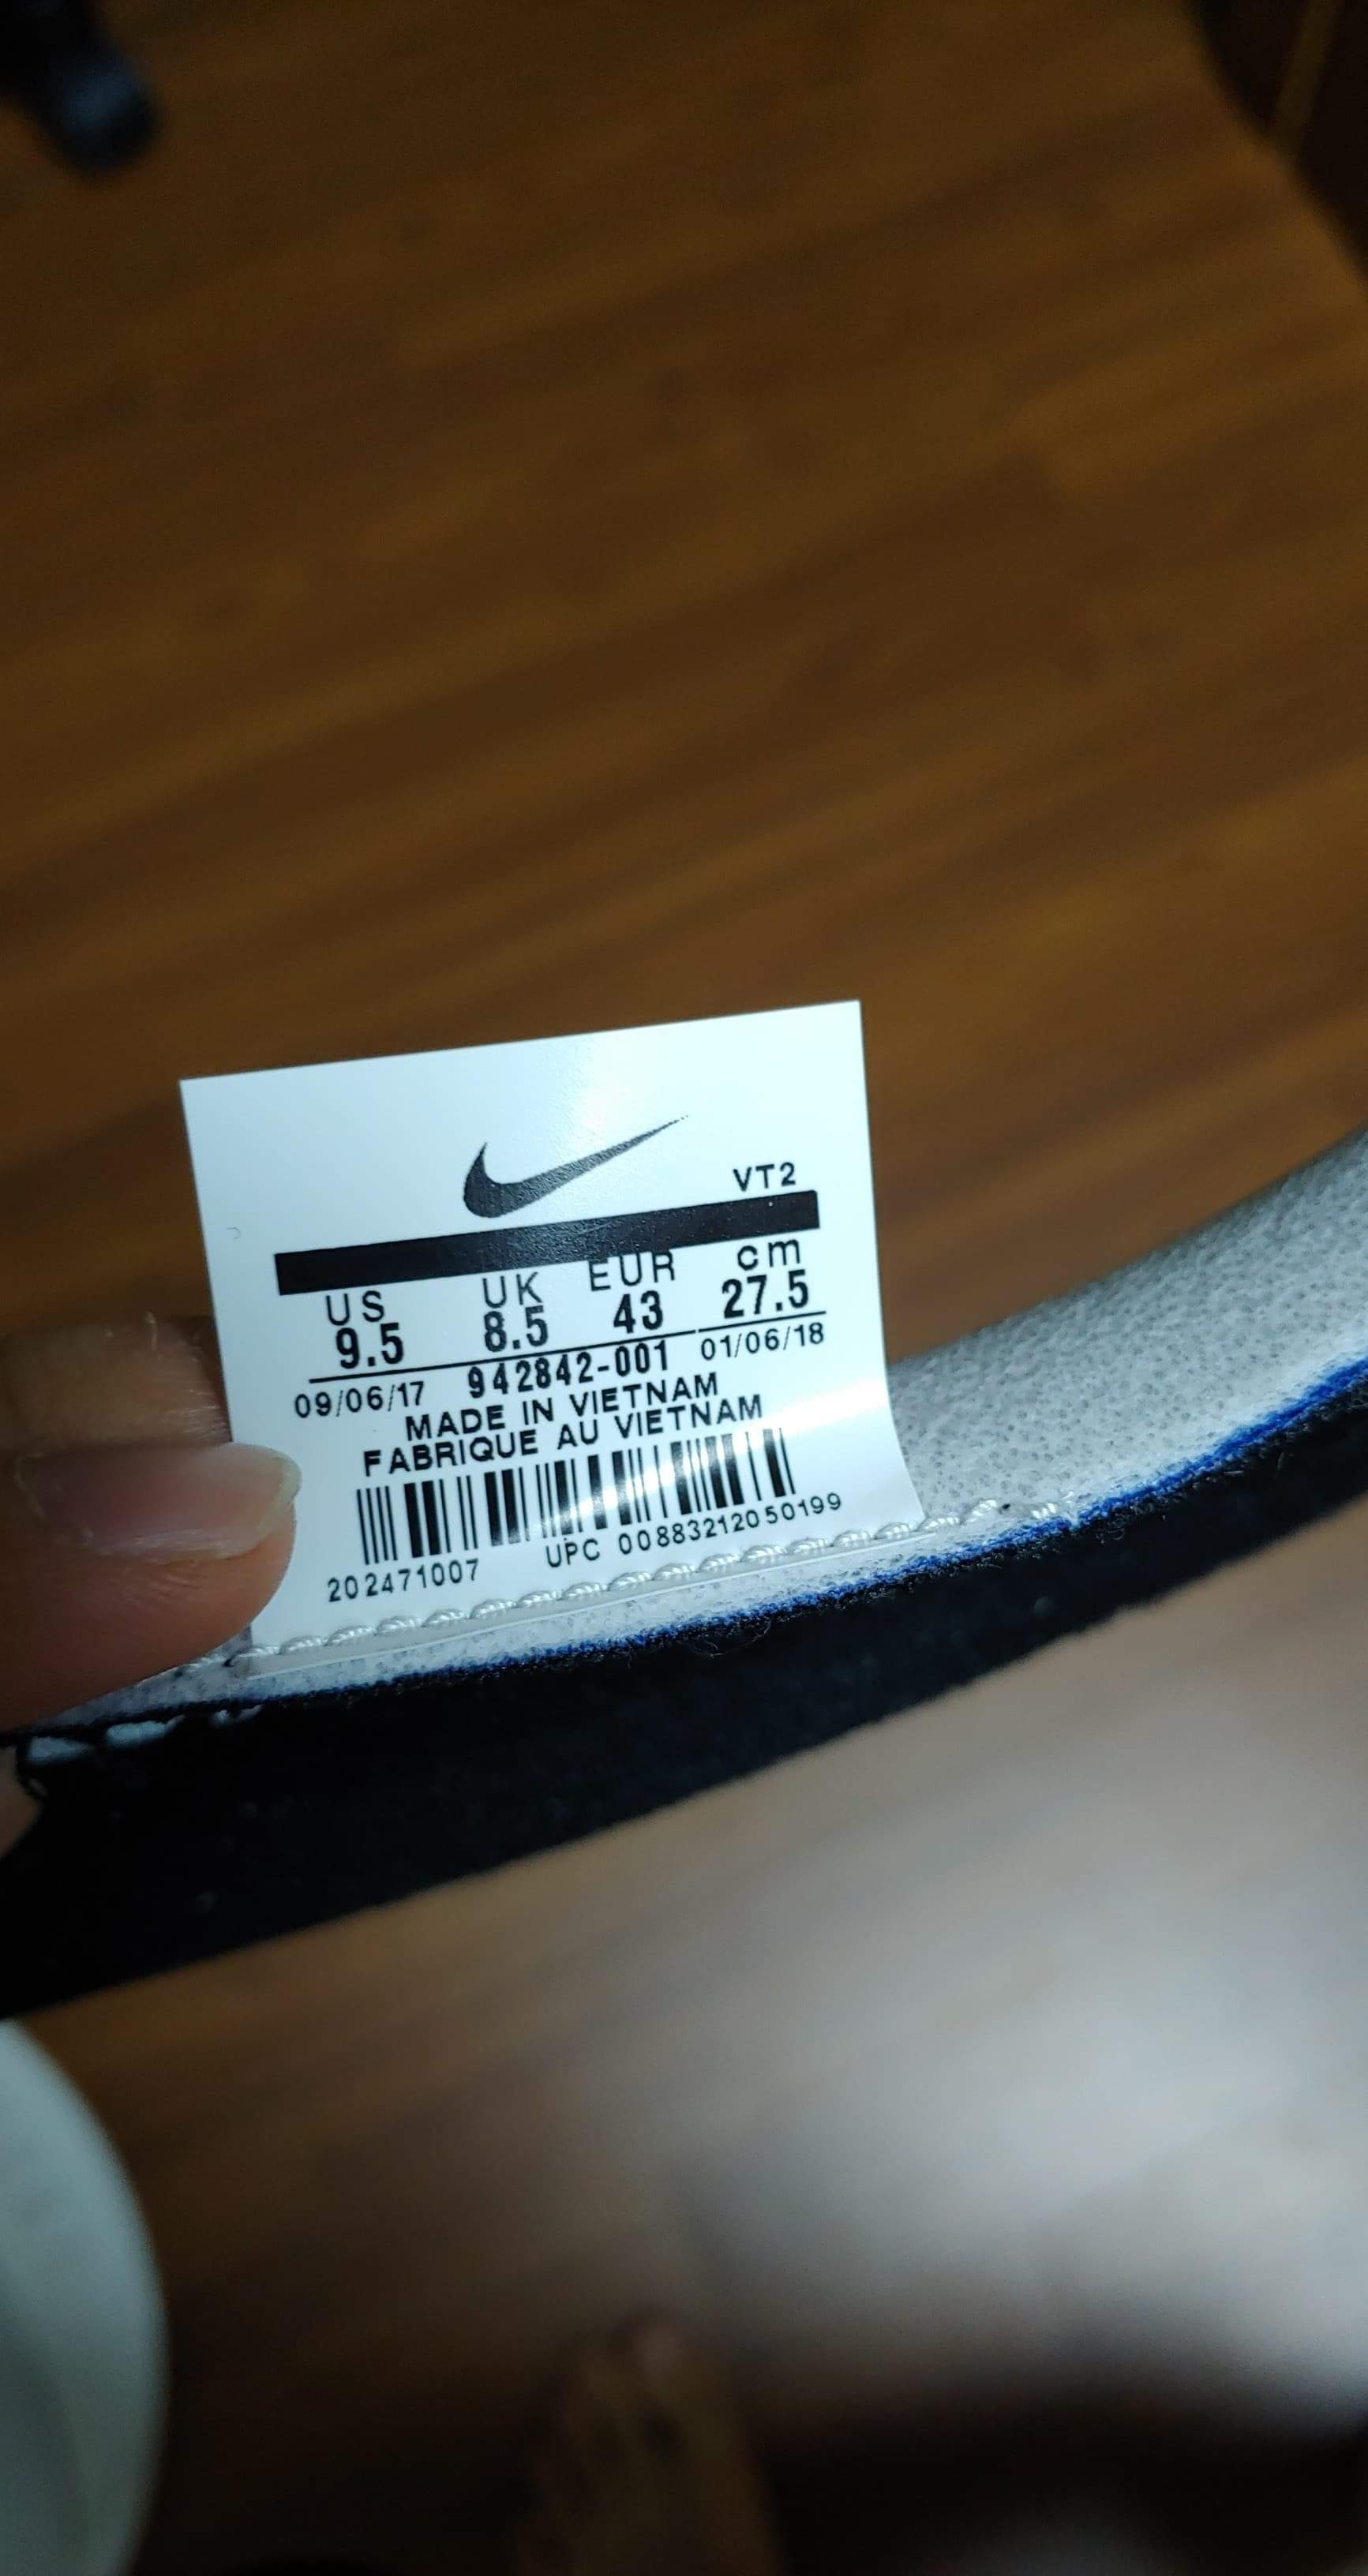 VT2
US UK EUR cm
9.5 8.5 43 27.5
09/06/17 942842-001 01/06/18
MADE IN VIETNAM
FABRIQUE AU VIETNAM
202471007 UPC 00883212050199